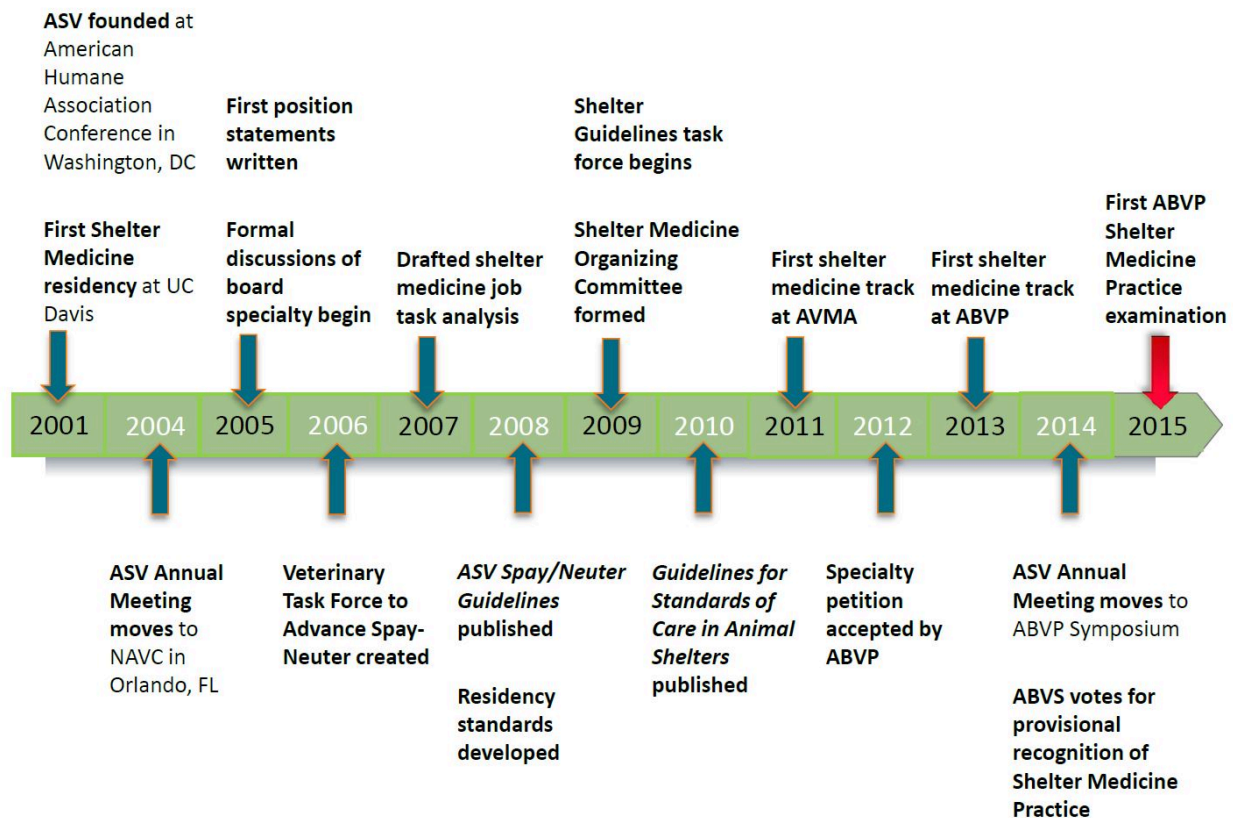 ASV founded at
American
Humane
Association
Conference in
Washington, DC
First Shelter
Medicine
residency at UC
Davis
First position
statements
written
Formal
discussions of
board
specialty begin
Drafted shelter
medicine job
task analysis
Shelter
Guidelines task
force begins
Shelter Medicine
Organizing
Committee
formed
First shelter
medicine track
at AVMA
First shelter
medicine track
at ABVP
First ABVP
Shelter
Medicine
Practice
examination
2001 2004 2005 2006 2007 2008 2009 2010 2011 2012 2013 2014 2015
ASV Annual
Meeting
moves to
NAVC in
Orlando, FL
Veterinary
Task Force to
Advance Spay-
Neuter created
ASV Spay/Neuter
Guidelines
published
Residency
standards
developed
Guidelines for
Standards of
Care in Animal
Shelters
published
Specialty
petition
accepted by
ABVP
ASV Annual
Meeting moves to
ABVP Symposium
ABVS votes for
provisional
recognition of
Shelter Medicine
Practice